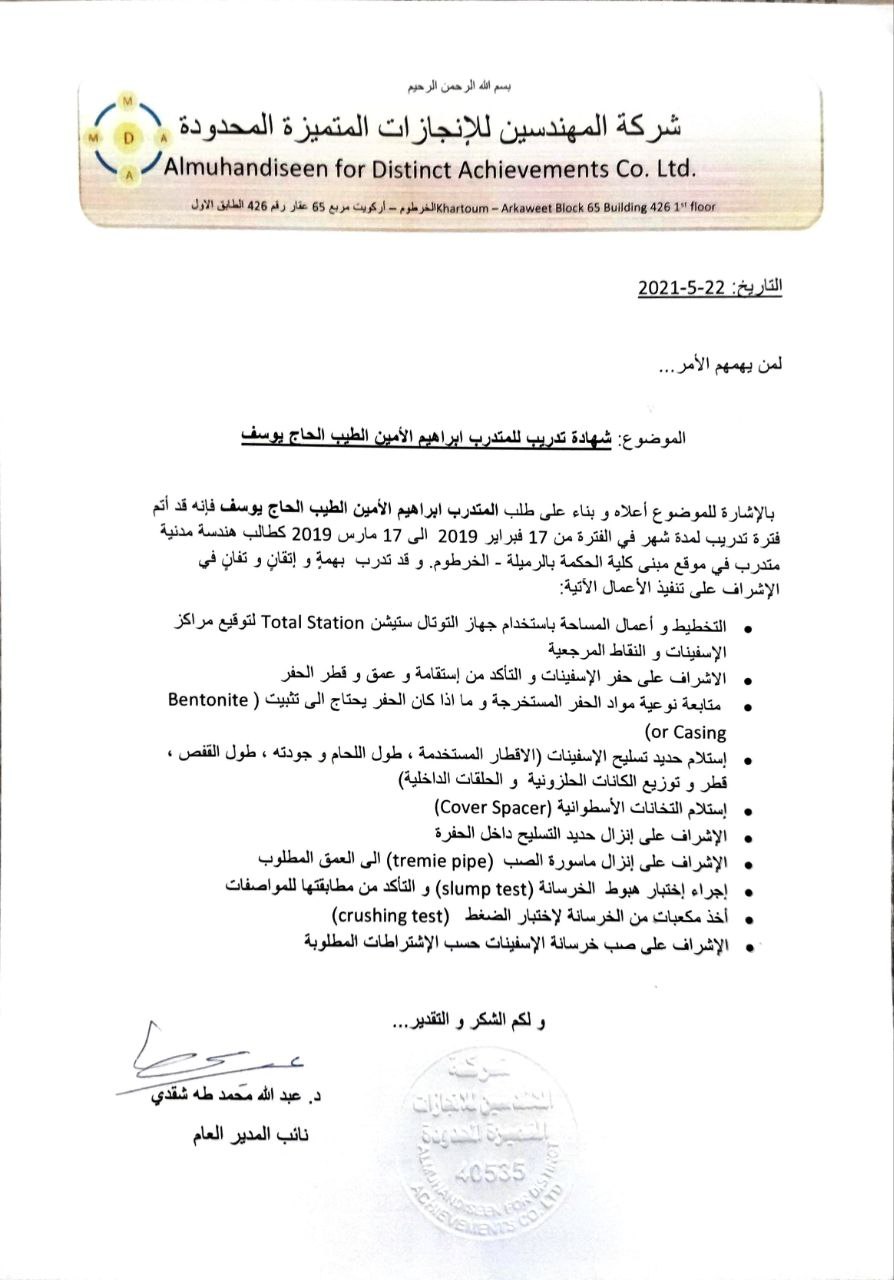 بسم الله الرحمن الرحيم
شركة المهندسين للإنجازات المتميزة المحدودة
M
M D A
A
Almuhandiseen for Distinct Achievements Co. Ltd.
الخرطوم – أركويت مربع 65 عقار رقم 426 الطابق الاول Khartoum – Arkaweet Block 65 Building 426 1st floor
التاريخ: 22-5-2021
لمن يهمهم الأمر...
الموضوع: شهادة تدريب للمتدرب ابراهيم الأمين الطيب الحاج يوسف
بالإشارة للموضوع أعلاه و بناء على طلب المتدرب ابراهيم الأمين الطيب الحاج يوسف فإنه قد أتم
فترة تدريب لمدة شهر في الفترة من 17 فبراير 2019 الى 17 مارس 2019 كطالب هندسة مدنية
متدرب في موقع مبنى كلية الحكمة بالرميلة - الخرطوم. و قد تدرب بهمةٍ و إتقانٍ و تفانٍ في
الإشراف على تنفيذ الأعمال الآتية:
• التخطيط و أعمال المساحة باستخدام جهاز التوتال ستيشن Total Station لتوقيع مراكز
الإسفينات و النقاط المرجعية
• الاشراف على حفر الإسفينات و التأكد من إستقامة و عمق و قطر الحفر
• متابعة نوعية مواد الحفر المستخرجة و ما اذا كان الحفر يحتاج الى تثبيت ( Bentonite
or Casing)
• إستلام حديد تسليح الإسفينات (الاقطار المستخدمة ، طول اللحام و جودته ، طول القفص ،
قطر و توزيع الكانات الحلزونية و الحلقات الداخلية)
• إستلام التخانات الأسطوانية (Cover Spacer)
• الإشراف على إنزال حديد التسليح داخل الحفرة
• الإشراف على إنزال ماسورة الصب (tremie pipe) الى العمق المطلوب
• إجراء إختبار هبوط الخرسانة (slump test) و التأكد من مطابقتها للمواصفات
• أخذ مكعبات من الخرسانة لإختبار الضغط (crushing test)
• الإشراف على صب خرسانة الإسفينات حسب الإشتراطات المطلوبة
و لكم الشكر و التقدير...
د. عبد الله محمد طه شقدي
نائب المدير العام
شركة
المهندسين للإنجازات
المتميزة المحدودة
40535
ALMUHANDISEEN FOR DISTINCT
ACHIEVEMENTS CO. LTD